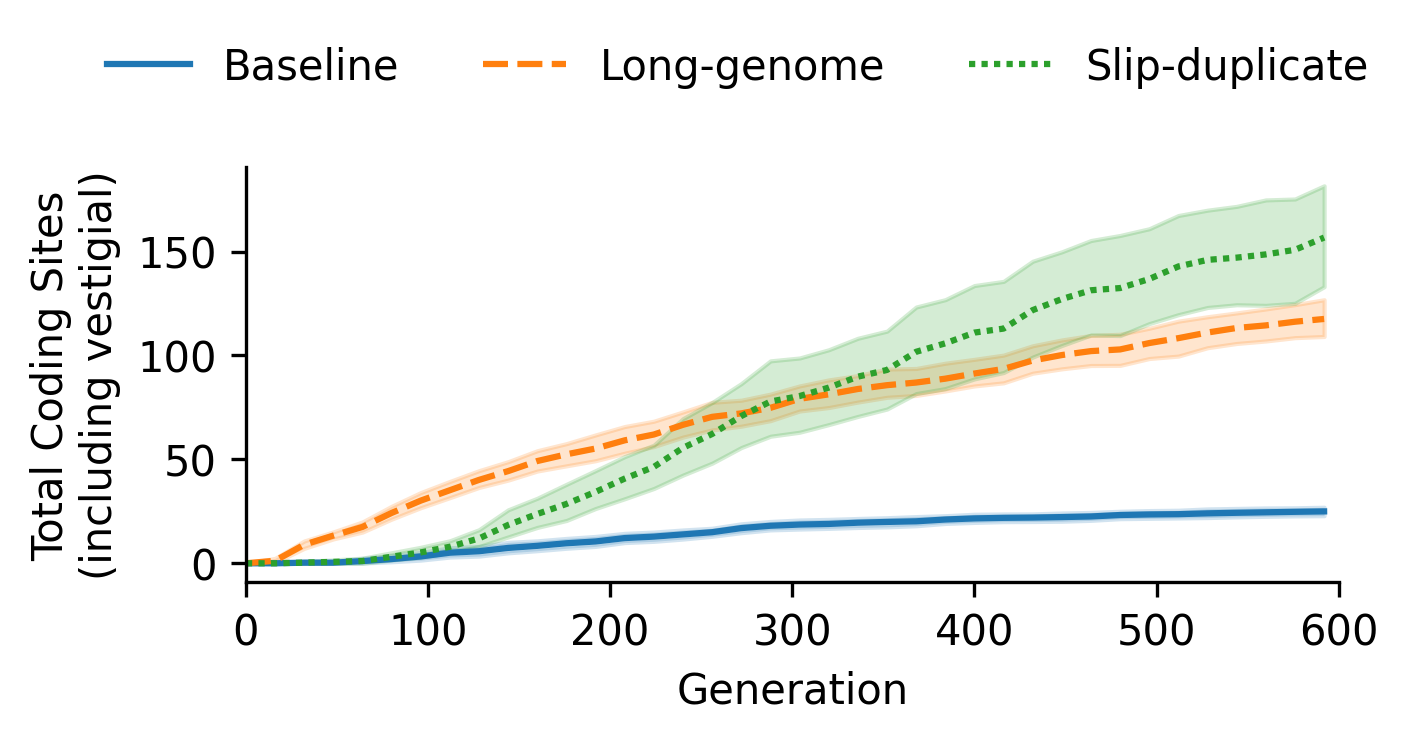 Baseline
Long-genome
Slip-duplicate
Total Coding Sites
(including vestigial)
150
100
50
0
0 100 200 300 400 500 600
Generation